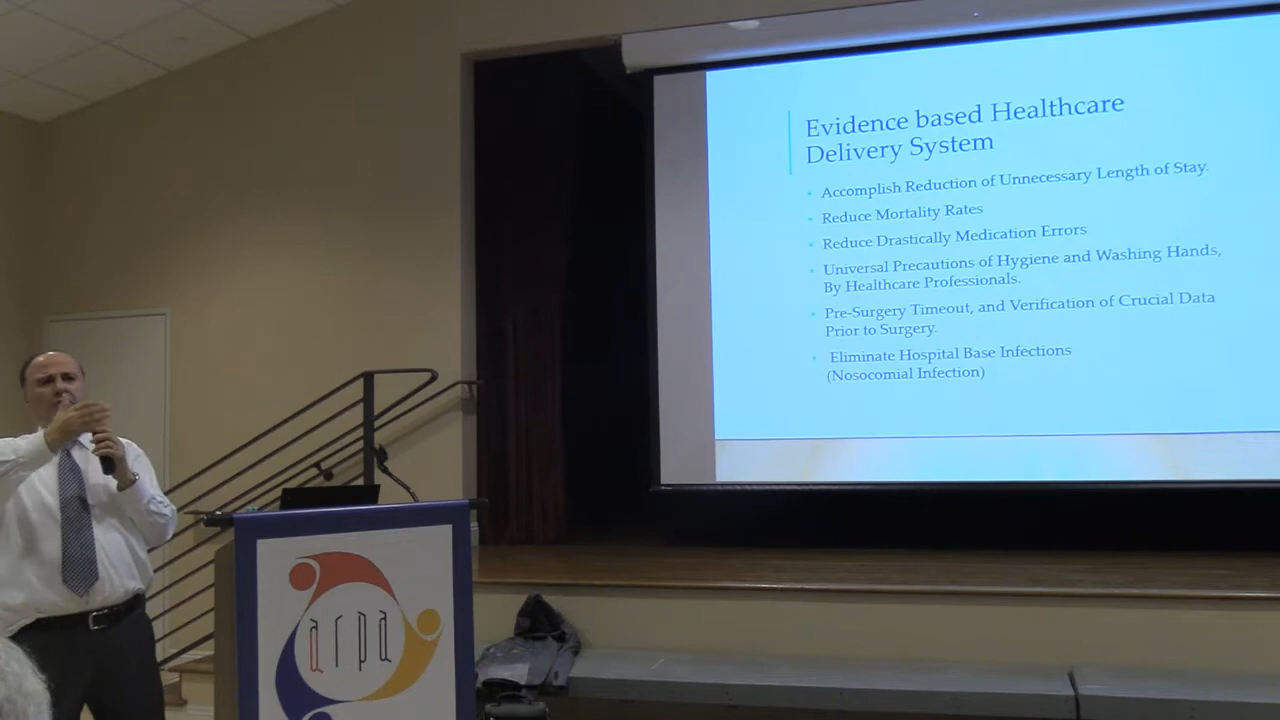 Evidence based Healthcare
Delivery System
Accomplish Reduction of Unnecessary Length of Stay.
Reduce Mortality Rates
Reduce Drastically Medication Errors
Universal Precautions of Hygiene and Washing Hands,
By Healthcare Professionals.
Pre-Surgery Timeout, and Verification of Crucial Data
Prior to Surgery.
Eliminate Hospital Base Infections
(Nosocomial Infection)
arpa